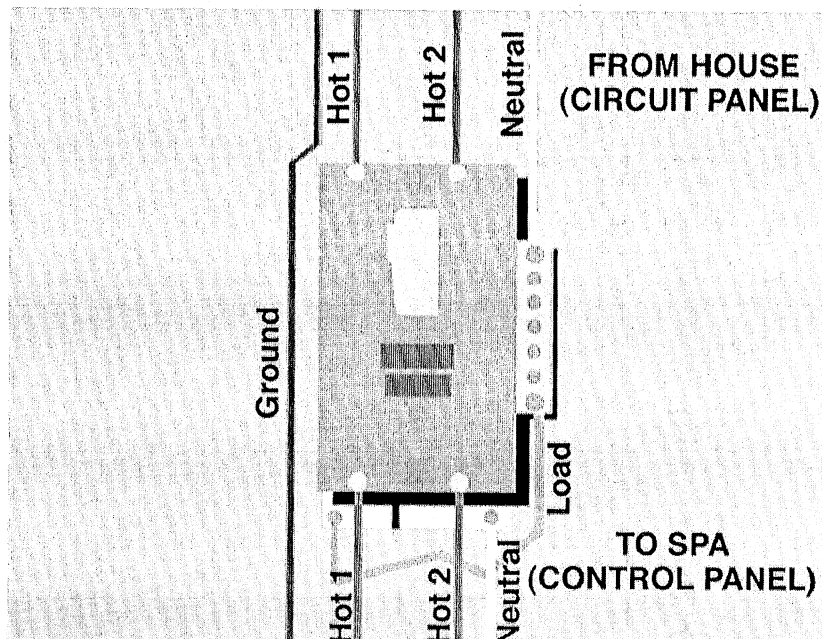 Hot 1
Hot 2
Neutral
FROM HOUSE
(CIRCUIT PANEL)
Ground
Load
Hot 1
Hot 2
Neutral
TO SPA
(CONTROL PANEL)